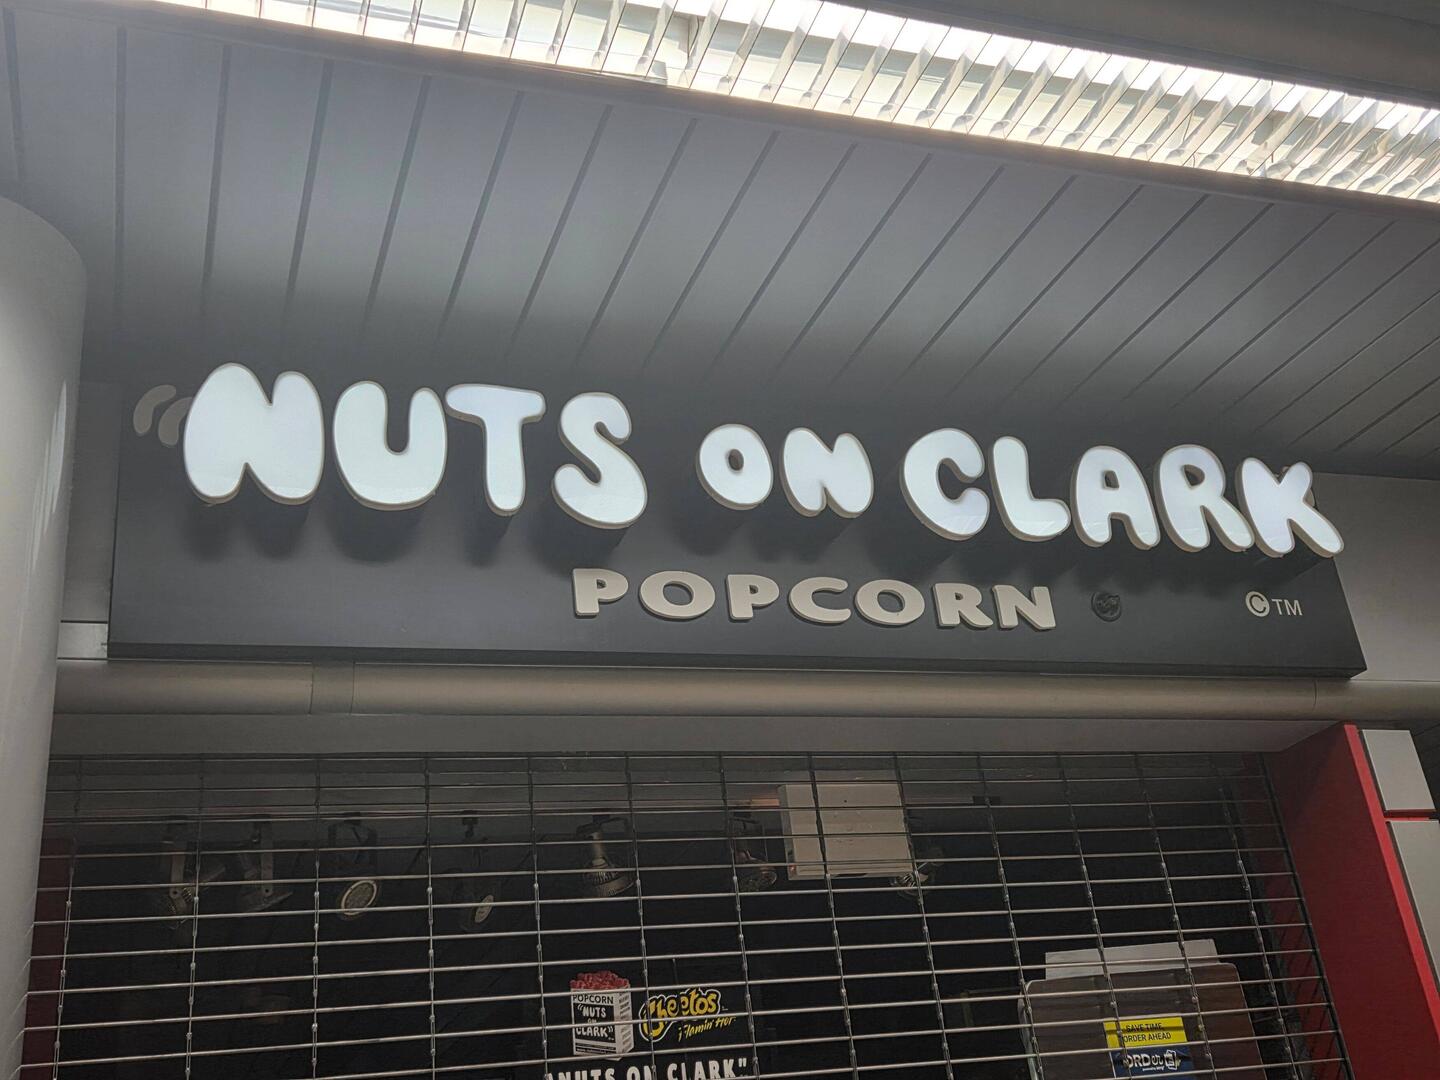 "NUTS ON CLARK
POPCORN
©TM
POPCORN
"NUTS
ON
CLARK"
Cheetos
Flamin' Hot
"NUTS ON CLARK"
SAVE TIME,
ORDER AHEAD
ORD